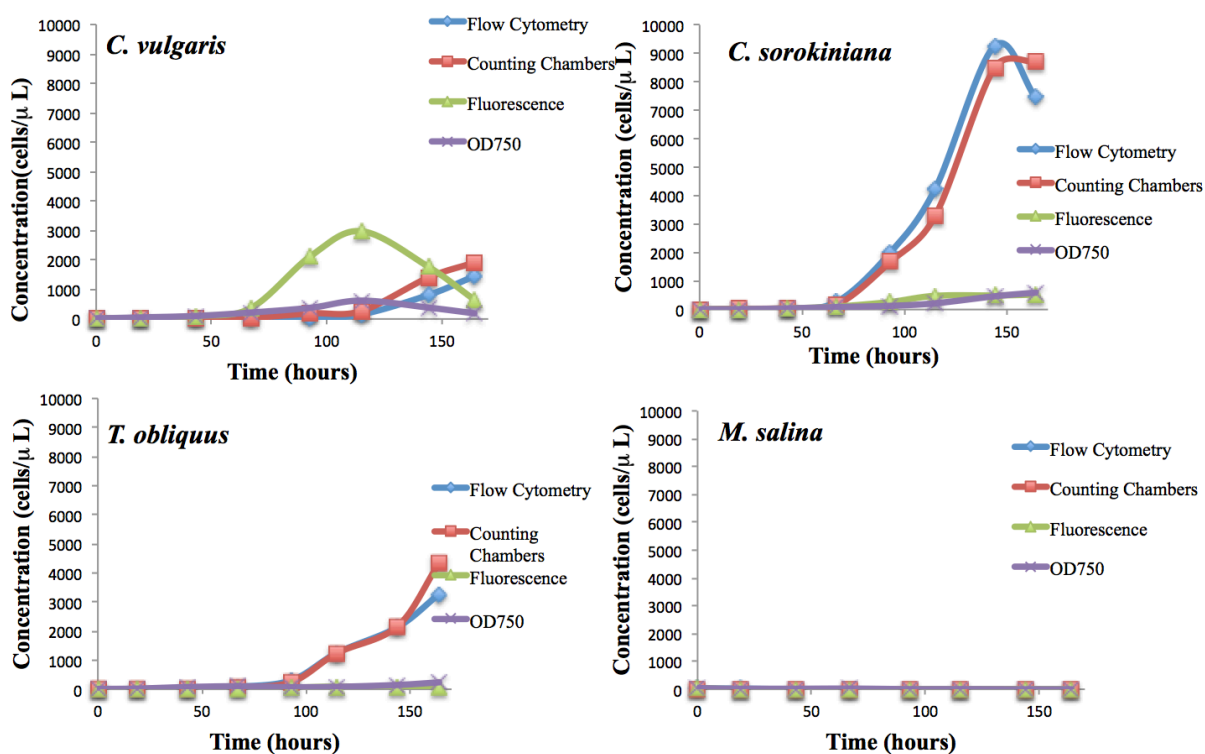 C. vulgaris
Concentration(cells/µ L)
10000
9000
8000
7000
6000
5000
4000
3000
2000
1000
0
0 50 100 150
Time (hours)
Flow Cytometry
Counting Chambers
Fluorescence
OD750
C. sorokiniana
Concentration (cells/µ L)
10000
9000
8000
7000
6000
5000
4000
3000
2000
1000
0
0 50 100 150
Time (hours)
Flow Cytometry
Counting Chambers
Fluorescence
OD750
T. obliquus
Concentration (cells/µ L)
10000
9000
8000
7000
6000
5000
4000
3000
2000
1000
0
0 50 100 150
Time (hours)
Flow Cytometry
Counting
Chambers
Fluorescence
OD750
M. salina
Concentration (cells/µ L)
10000
9000
8000
7000
6000
5000
4000
3000
2000
1000
0
0 50 100 150
Time (hours)
Flow Cytometry
Counting Chambers
Fluorescence
OD750